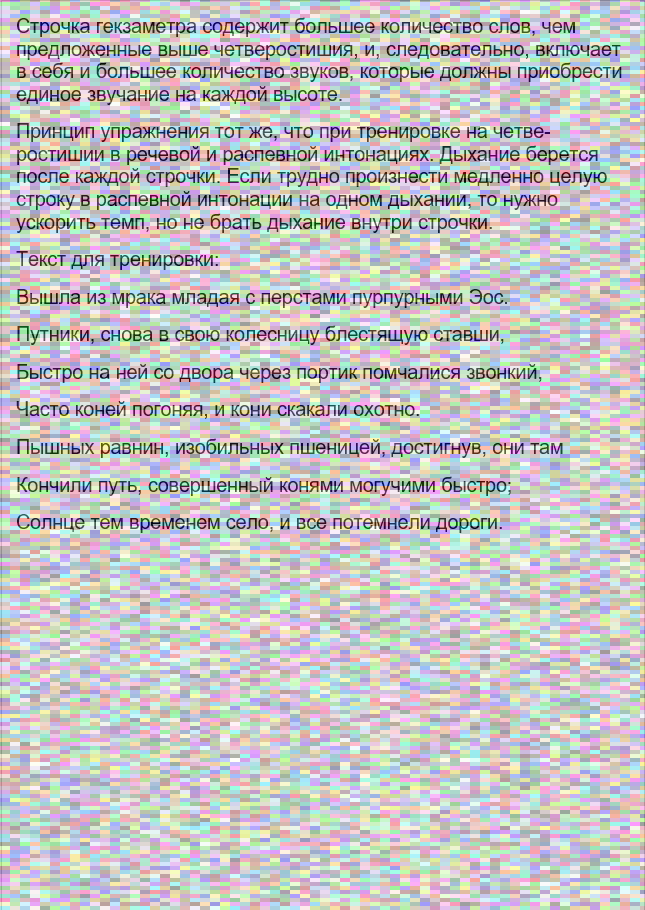 Строчка гекзаметра содержит большее количество слов, чем
предложенные выше четверостишия, и, следовательно, включает
в себя и большее количество звуков, которые должны приобрести
единое звучание на каждой высоте.
Принцип упражнения тот же, что при тренировке на четве-
ростишии в речевой и распевной интонациях. Дыхание берется
после каждой строчки. Если трудно произнести медленно целую
строку в распевной интонации на одном дыхании, то нужно
ускорить темп, но не брать дыхание внутри строчки.
Текст для тренировки:
Вышла из мрака младая с перстами пурпурными Эос.
Путники, снова в свою колесницу блестящую ставши,
Быстро на ней со двора через портик помчалися звонкий,
Часто коней погоняя, и кони скакали охотно.
Пышных равнин, изобильных пшеницей, достигнув, они там
Кончили путь, совершенный конями могучими быстро;
Солнце тем временем село, и все потемнели дороги.